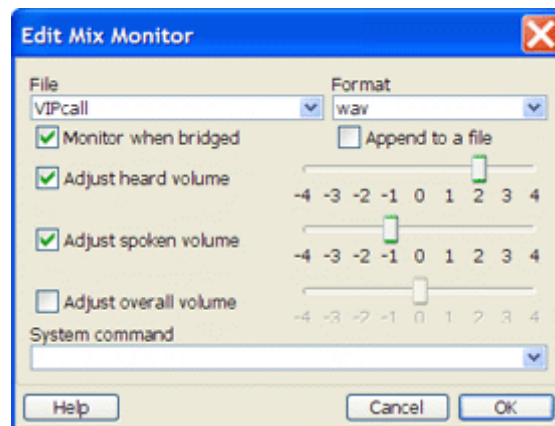 Edit Mix Monitor
File Format
VIPcall wav
Monitor when bridged Append to a file
Adjust heard volume
-4 -3 -2 -1 0 1 2 3 4
Adjust spoken volume
-4 -3 -2 -1 0 1 2 3 4
Adjust overall volume
-4 -3 -2 -1 0 1 2 3 4
System command
Help Cancel OK